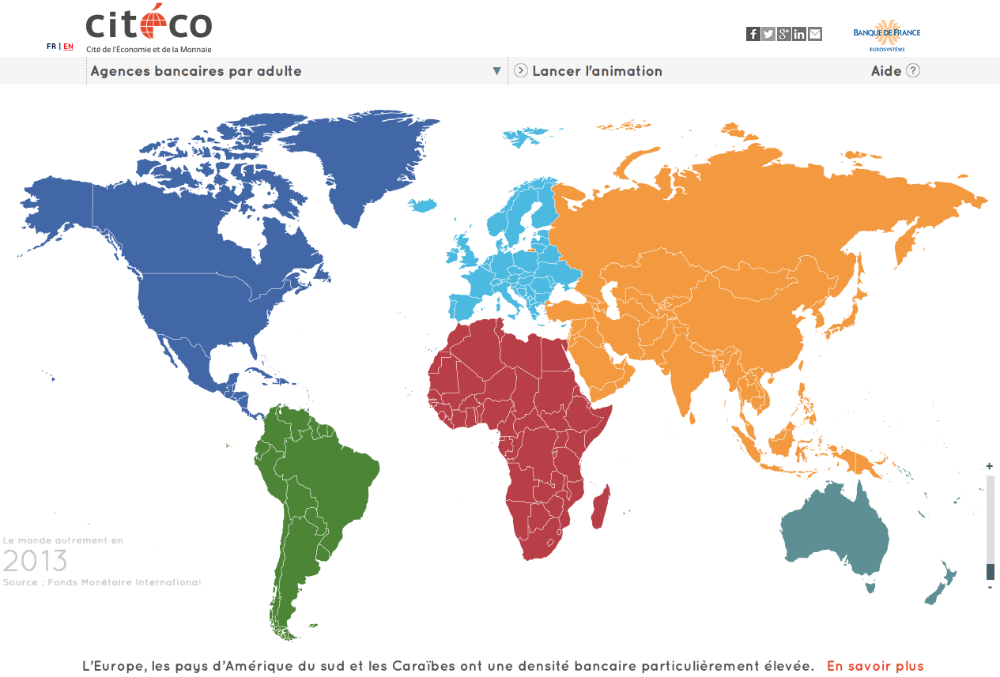 citéco
Cité de l'Économie et de la Monnaie
FR | EN
f g+ in
BANQUE DE FRANCE
EUROSYSTÈME
Agences bancaires par adulte ▼
Lancer l'animation
Aide ?
+
-
Le monde autrement en
2013
Source : Fonds Monétaire International
L'Europe, les pays d'Amérique du sud et les Caraïbes ont une densité bancaire particulièrement élevée. En savoir plus